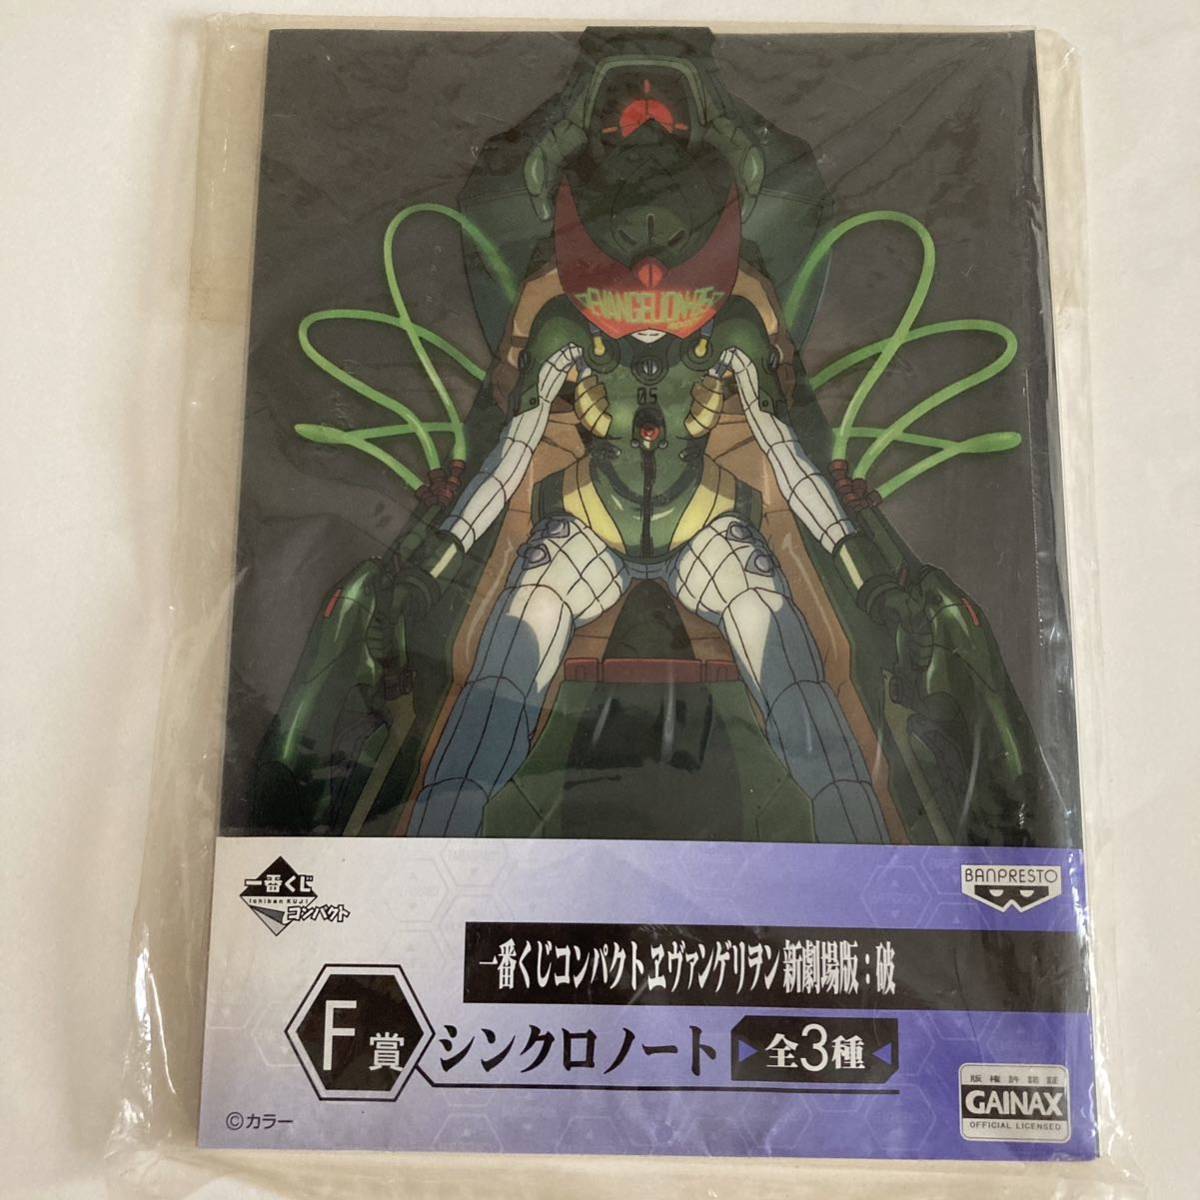 EVANGELION
05
一番くじ
Ichiban KUJI
コンパクト
BANPRESTO
一番くじコンパクト ヱヴァンゲリヲン新劇場版：破
F賞
シンクロノート
全3種
©カラー
版権許諾証
GAINAX
OFFICIAL LICENSED